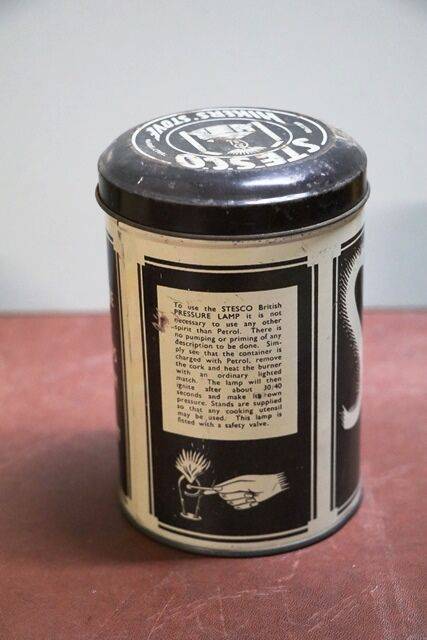 STESCO
HIKERS' STOVE
To use the STESCO British
PRESSURE LAMP it is not
necessary to use any other
spirit than Petrol. There is
no pumping or priming of any
description to be done. Sim-
ply see that the container is
charged with Petrol, remove
the cork and heat the burner
with an ordinary lighted
match. The lamp will then
ignite after about 30/40
seconds and make its own
pressure. Stands are supplied
so that any cooking utensil
may be used. This lamp is
fitted with a safety valve.
S